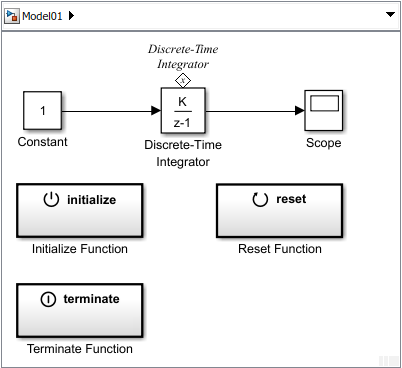 Model01
Discrete-Time
Integrator
x
1
K
z-1
Constant
Discrete-Time
Integrator
Scope
initialize
reset
Initialize Function
Reset Function
terminate
Terminate Function